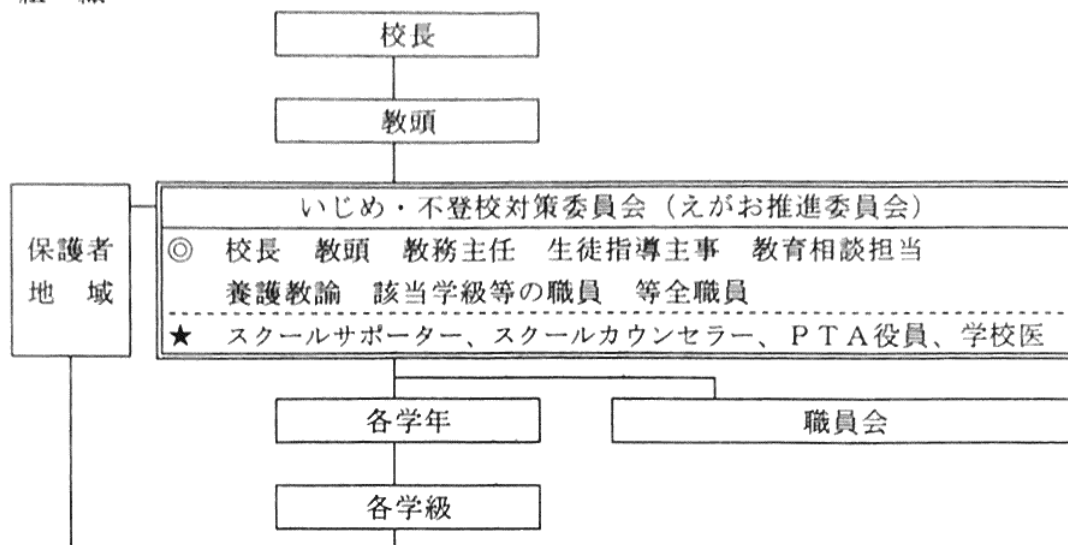 組　織
校長
教頭
いじめ・不登校対策委員会（えがお推進委員会）
保護者
地　域
◎　校長　教頭　教務主任　生徒指導主事　教育相談担当
養護教諭　該当学級等の職員　等全職員
★　スクールサポーター、スクールカウンセラー、ＰＴＡ役員、学校医
各学年
職員会
各学級